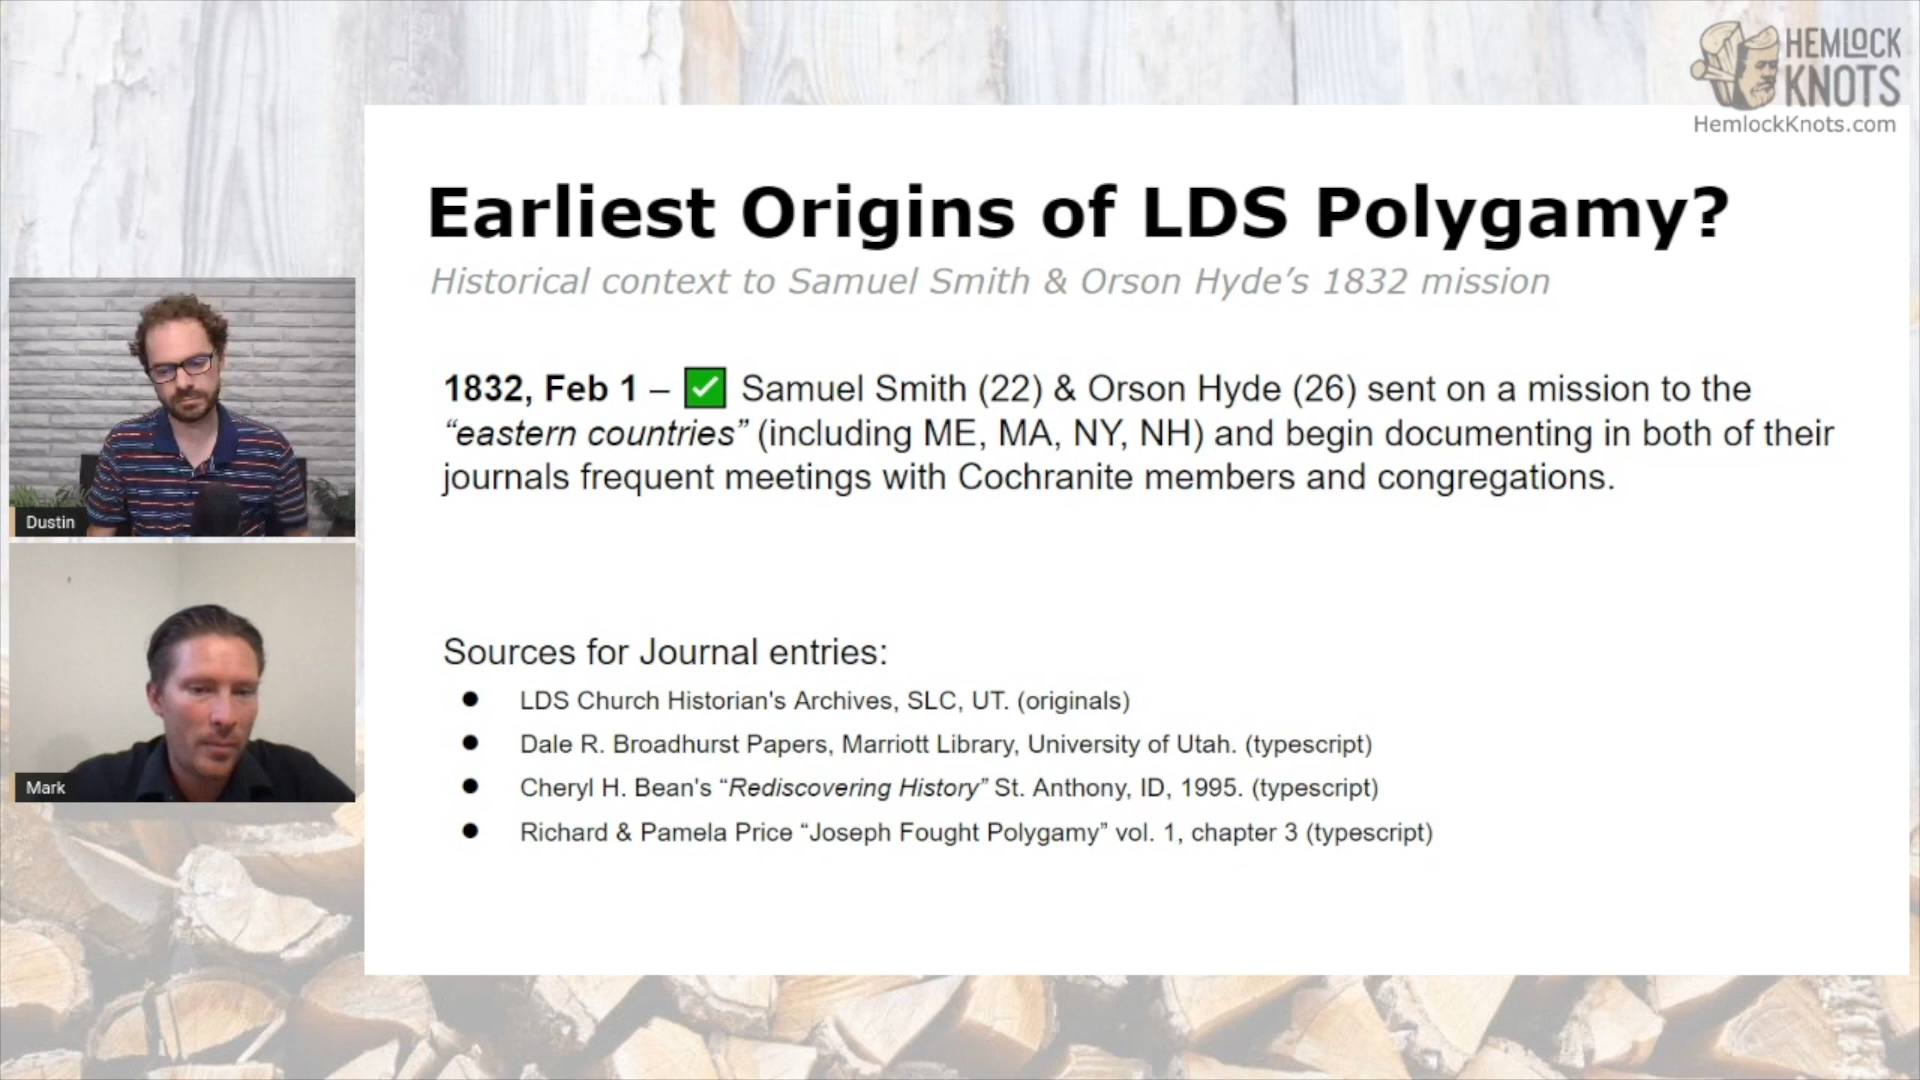 HEMLOCK
KNOTS
HemlockKnots.com
Earliest Origins of LDS Polygamy?
Historical context to Samuel Smith & Orson Hyde's 1832 mission
1832, Feb 1 – ✅ Samuel Smith (22) & Orson Hyde (26) sent on a mission to the
“eastern countries” (including ME, MA, NY, NH) and begin documenting in both of their
journals frequent meetings with Cochranite members and congregations.
Sources for Journal entries:
● LDS Church Historian's Archives, SLC, UT. (originals)
● Dale R. Broadhurst Papers, Marriott Library, University of Utah. (typescript)
● Cheryl H. Bean's “Rediscovering History” St. Anthony, ID, 1995. (typescript)
● Richard & Pamela Price “Joseph Fought Polygamy” vol. 1, chapter 3 (typescript)
Dustin
Mark